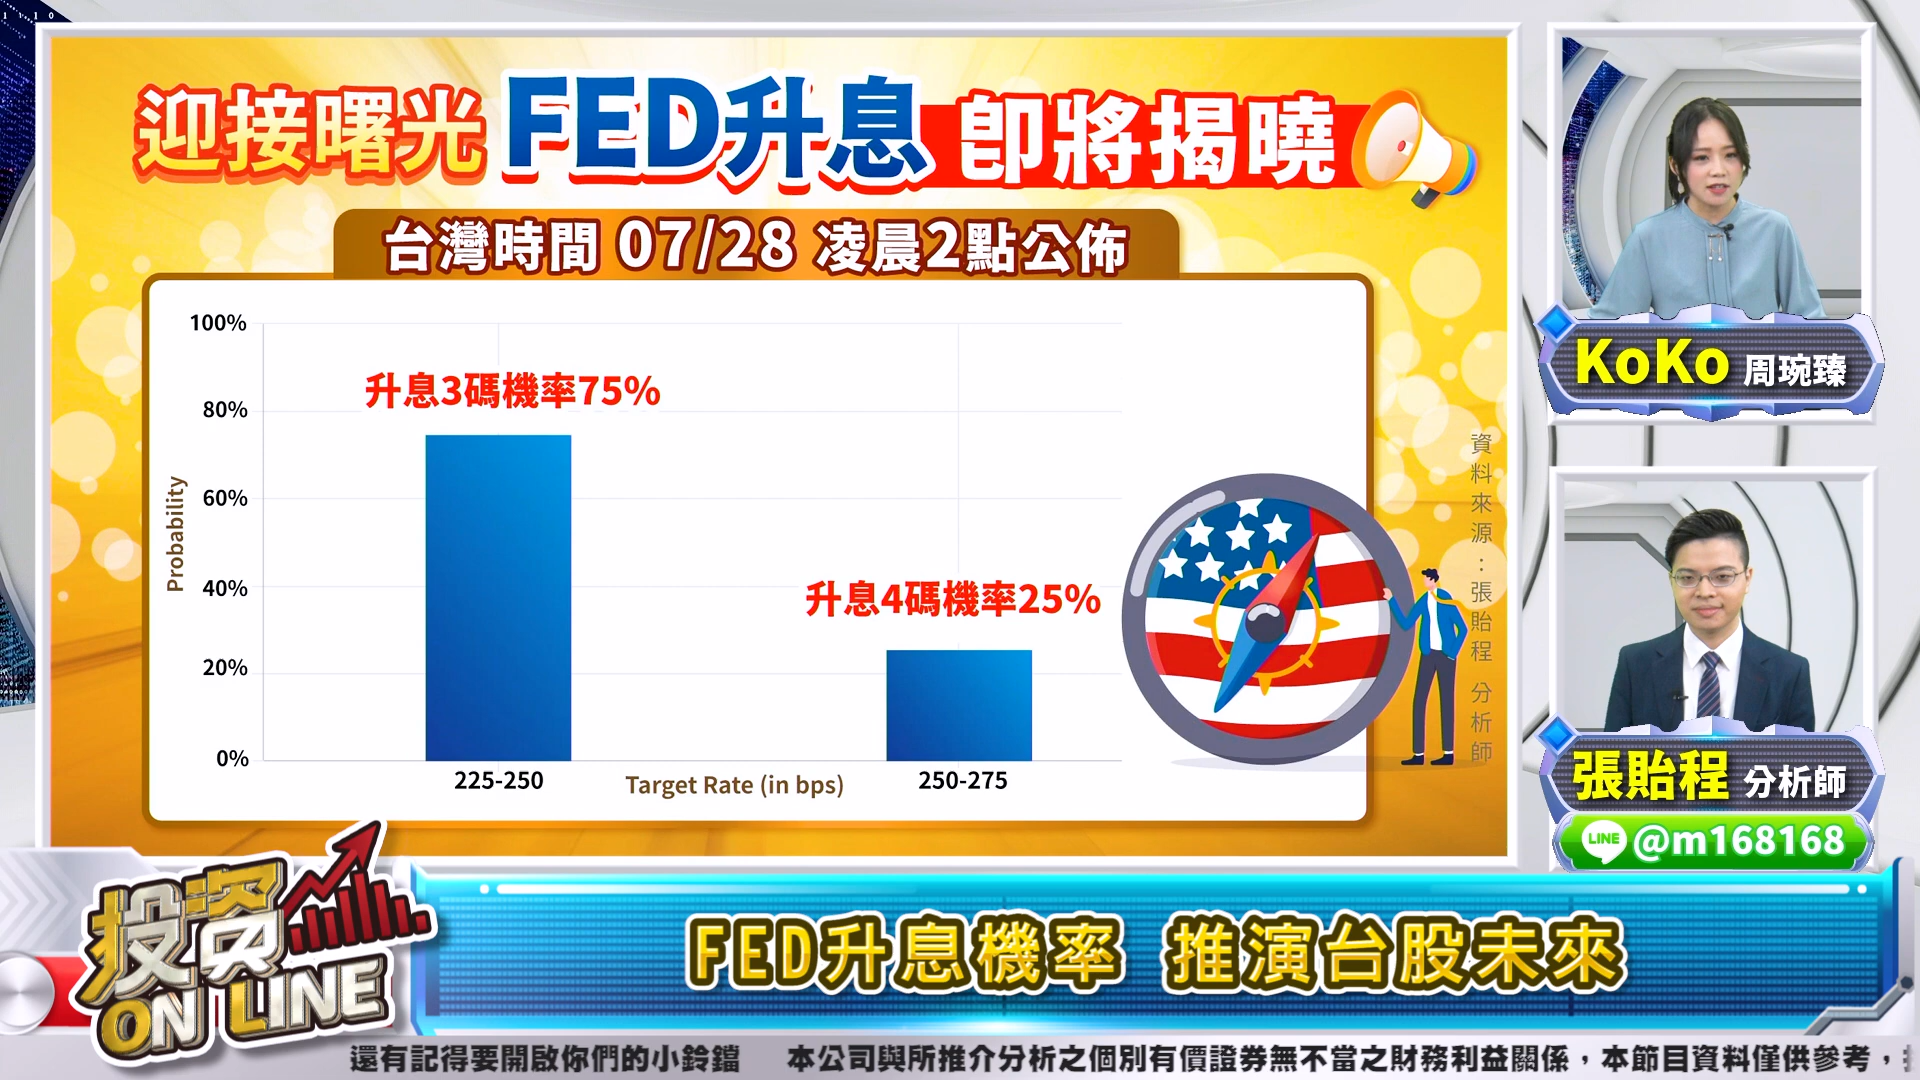 迎接曙光 FED升息 即將揭曉
台灣時間 07/28 凌晨2點公佈
100%
升息3碼機率75%
80%
60%
升息4碼機率25%
40%
20%
0%
Probability
225-250
Target Rate (in bps)
250-275
資料來源：張貽程 分析師
KoKo 周琬臻
張貽程 分析師
LINE @m168168
投資
ON LINE
FED升息機率 推演台股未來
還有記得要開啟你們的小鈴鐺 本公司與所推介分析之個別有價證券無不當之財務利益關係，本節目資料僅供參考，